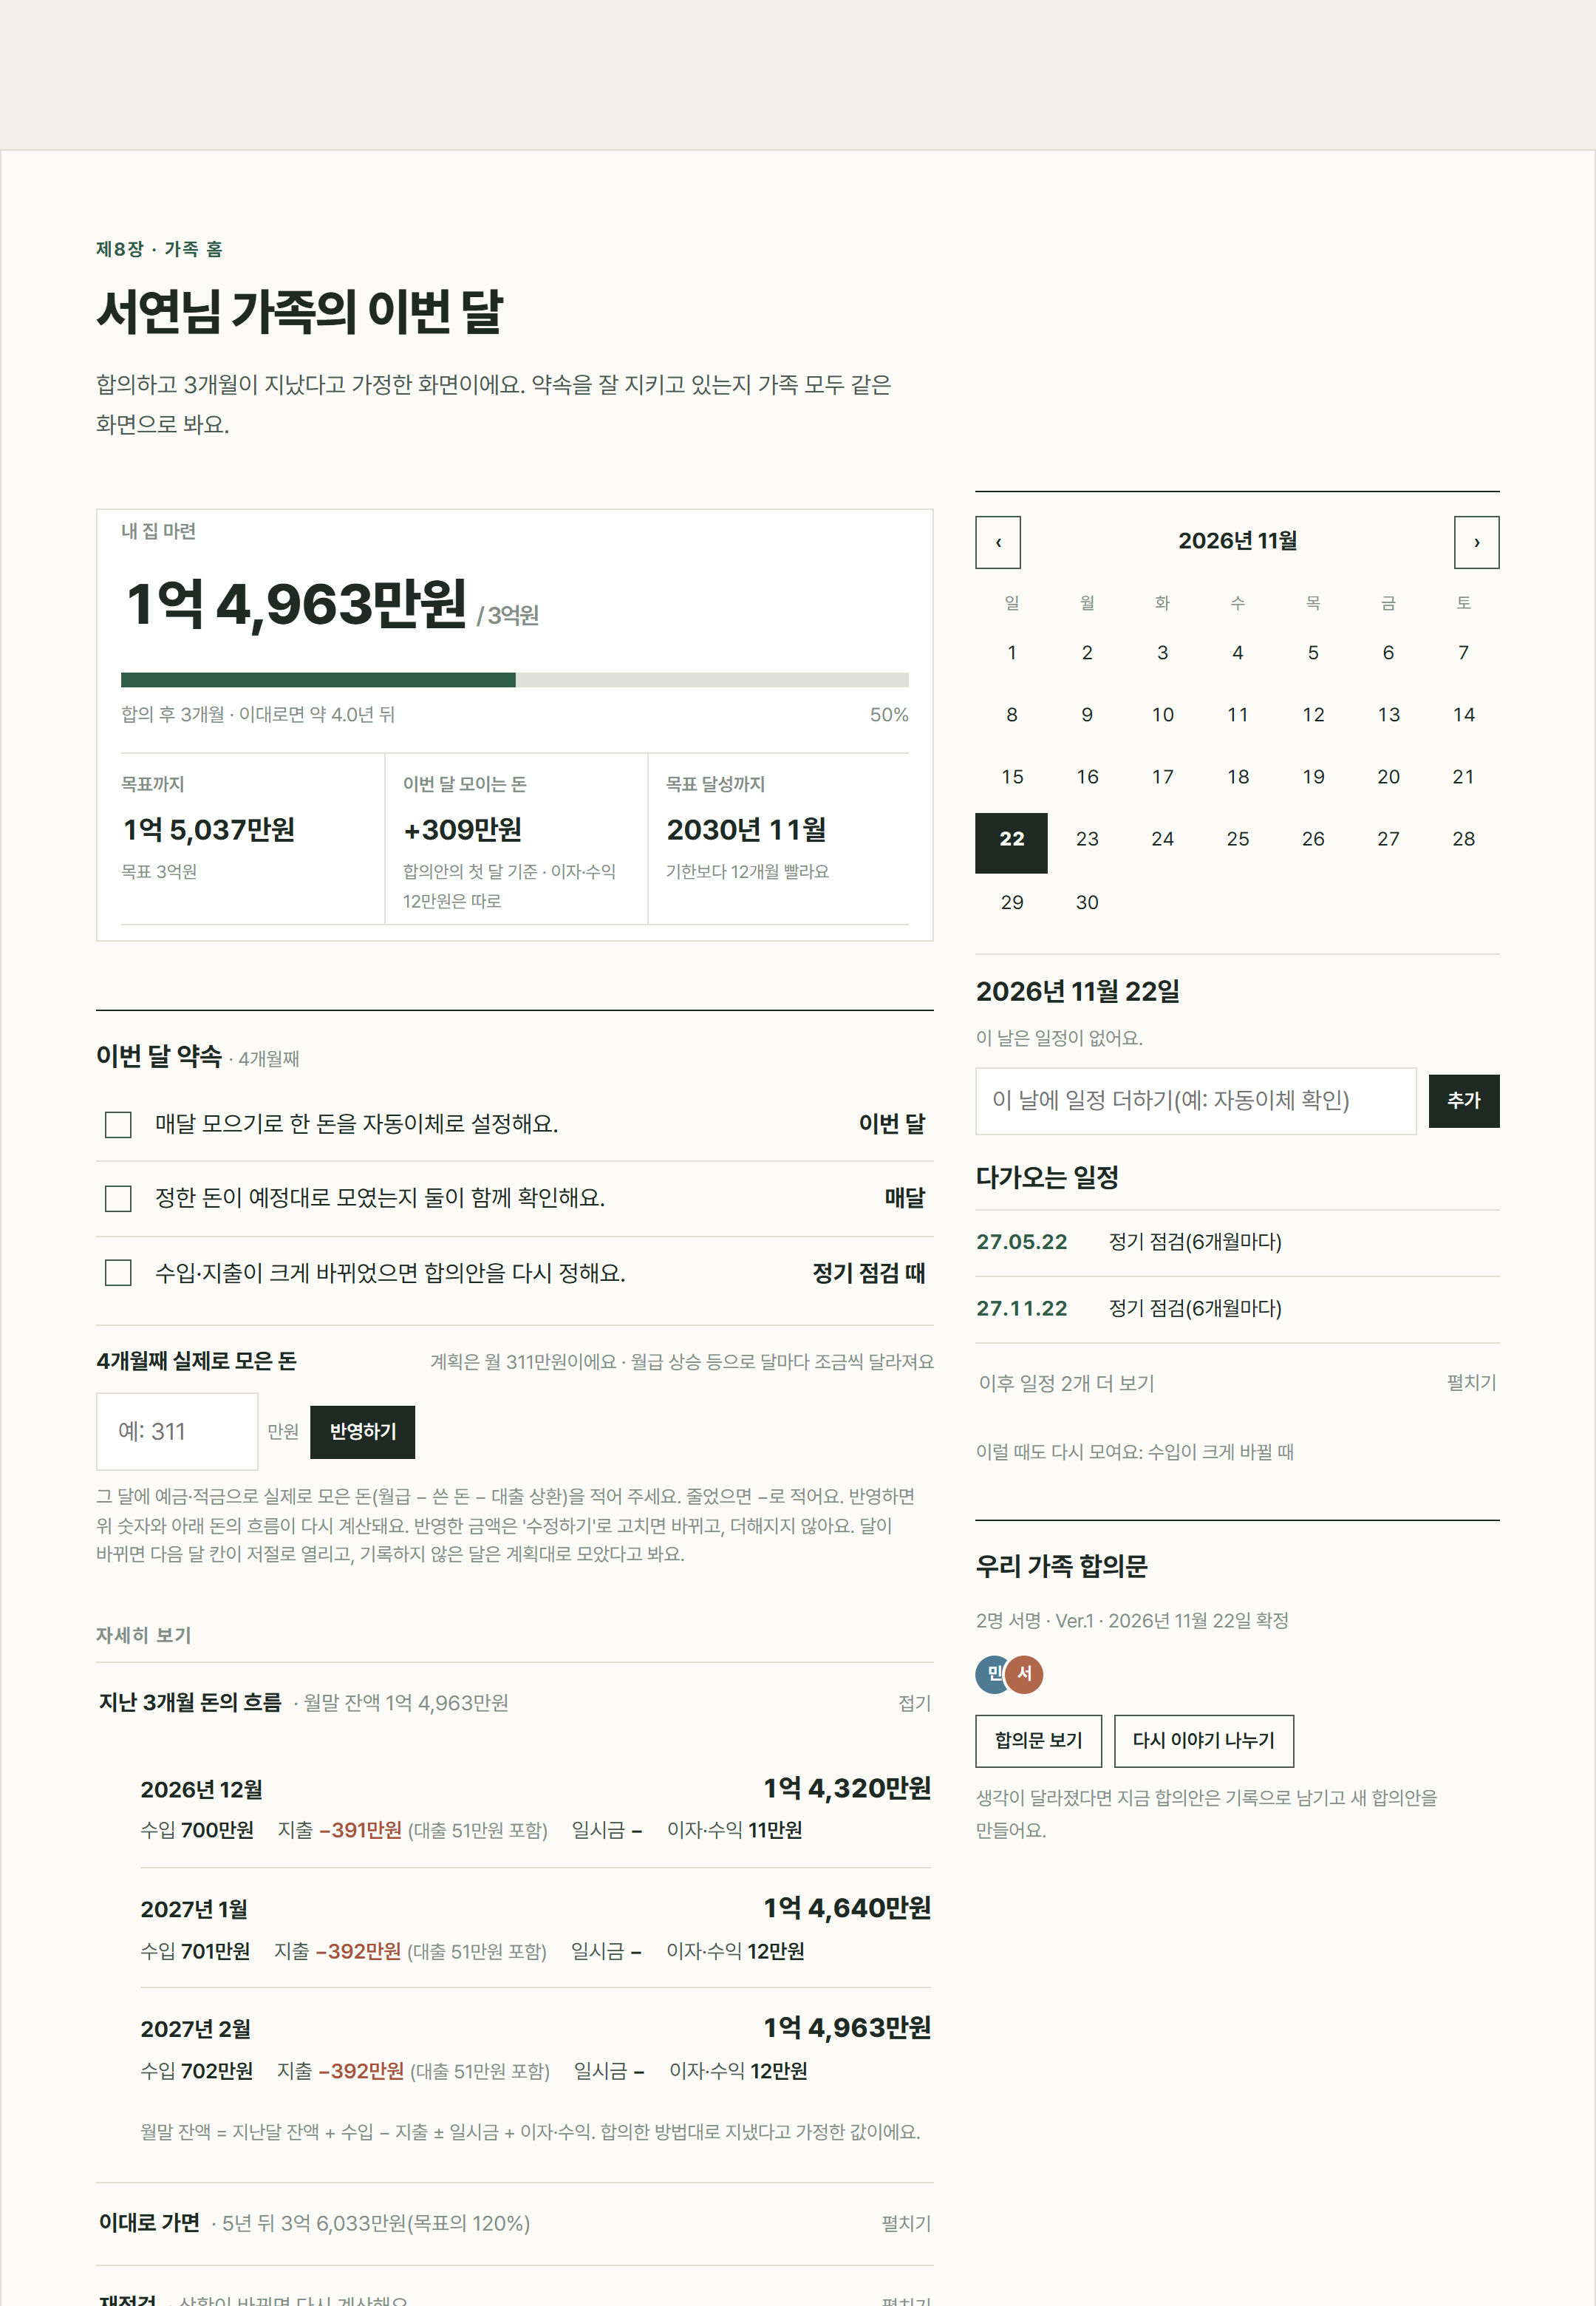 제8장 · 가족 홈
서연님 가족의 이번 달
합의하고 3개월이 지났다고 가정한 화면이에요. 약속을 잘 지키고 있는지 가족 모두 같은
화면으로 봐요.
내 집 마련
1억 4,963만원 / 3억원
합의 후 3개월 · 이대로면 약 4.0년 뒤 50%
목표까지
1억 5,037만원
목표 3억원
이번 달 모이는 돈
+309만원
합의안의 첫 달 기준 · 이자·수익
12만원은 따로
목표 달성까지
2030년 11월
기한보다 12개월 빨라요
이번 달 약속 · 4개월째
매달 모으기로 한 돈을 자동이체로 설정해요. 이번 달
정한 돈이 예정대로 모였는지 둘이 함께 확인해요. 매달
수입·지출이 크게 바뀌었으면 합의안을 다시 정해요. 정기 점검 때
4개월째 실제로 모은 돈 계획은 월 311만원이에요 · 월급 상승 등으로 달마다 조금씩 달라져요
예: 311 만원 반영하기
그 달에 예금·적금으로 실제로 모은 돈(월급 − 쓴 돈 − 대출 상환)을 적어 주세요. 줄었으면 −로 적어요. 반영하면
위 숫자와 아래 돈의 흐름이 다시 계산돼요. 반영한 금액은 '수정하기'로 고치면 바뀌고, 더해지지 않아요. 달이
바뀌면 다음 달 칸이 저절로 열리고, 기록하지 않은 달은 계획대로 모았다고 봐요.
자세히 보기
지난 3개월 돈의 흐름 · 월말 잔액 1억 4,963만원 접기
2026년 12월 1억 4,320만원
수입 700만원 지출 −391만원 (대출 51만원 포함) 일시금 – 이자·수익 11만원
2027년 1월 1억 4,640만원
수입 701만원 지출 −392만원 (대출 51만원 포함) 일시금 – 이자·수익 12만원
2027년 2월 1억 4,963만원
수입 702만원 지출 −392만원 (대출 51만원 포함) 일시금 – 이자·수익 12만원
월말 잔액 = 지난달 잔액 + 수입 − 지출 ± 일시금 + 이자·수익. 합의한 방법대로 지냈다고 가정한 값이에요.
이대로 가면 · 5년 뒤 3억 6,033만원(목표의 120%) 펼치기
재점검 · 상황이 바뀌면 다시 계산해요 펼치기
‹ 2026년 11월 ›
일 월 화 수 목 금 토
1 2 3 4 5 6 7
8 9 10 11 12 13 14
15 16 17 18 19 20 21
22 23 24 25 26 27 28
29 30
2026년 11월 22일
이 날은 일정이 없어요.
이 날에 일정 더하기(예: 자동이체 확인) 추가
다가오는 일정
27.05.22 정기 점검(6개월마다)
27.11.22 정기 점검(6개월마다)
이후 일정 2개 더 보기 펼치기
이럴 때도 다시 모여요: 수입이 크게 바뀔 때
우리 가족 합의문
2명 서명 · Ver.1 · 2026년 11월 22일 확정
민 서
합의문 보기 다시 이야기 나누기
생각이 달라졌다면 지금 합의안은 기록으로 남기고 새 합의안을
만들어요.